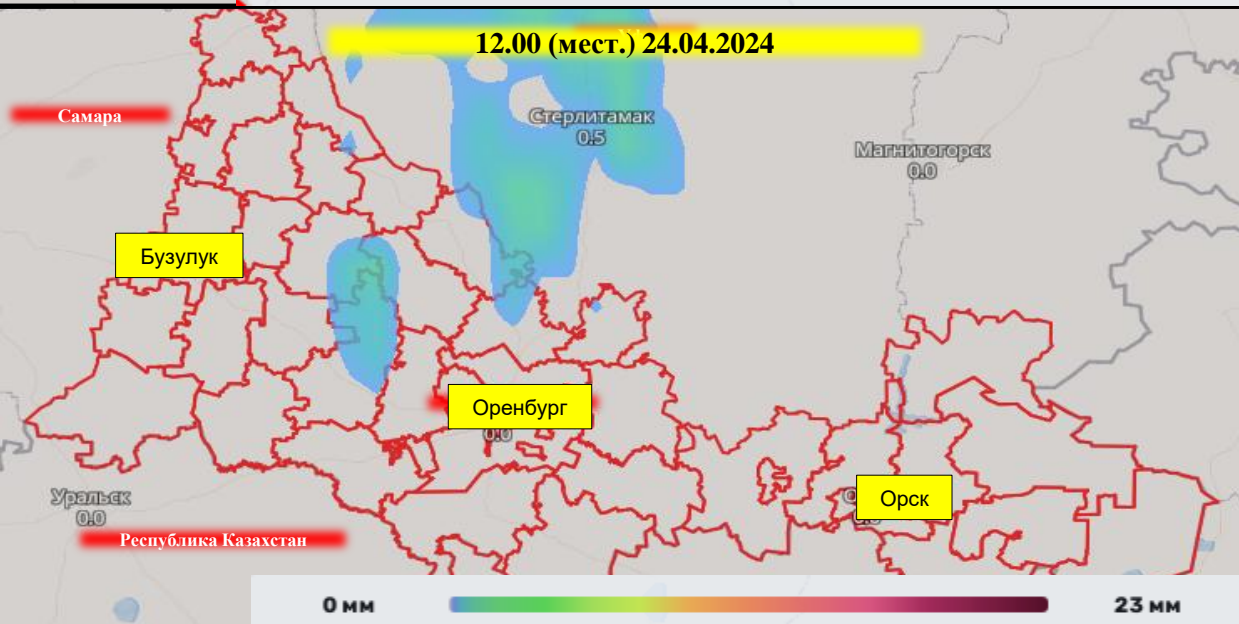 12.00 (мест.) 24.04.2024
Самара
Стерлитамак
0.5
Магнитогорск
0.0
Бузулук
Оренбург
0.0
Уральск
0.0
Орск
Республика Казахстан
0 мм
23 мм